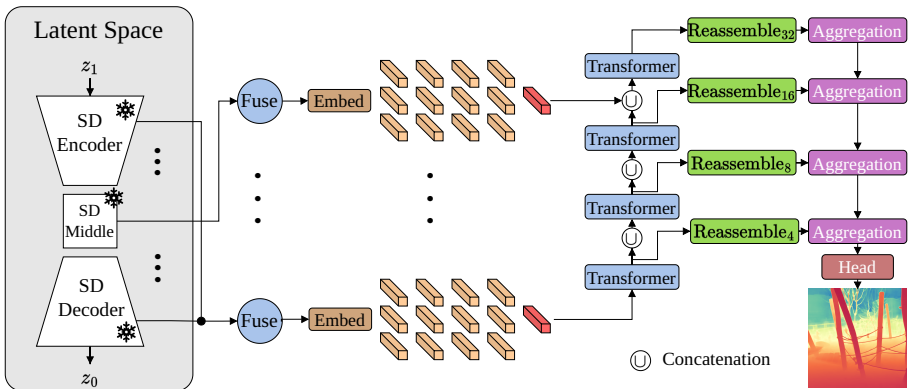 Latent Space
z₁
SD
Encoder
SD
Middle
SD
Decoder
z₀
Fuse
Embed
Fuse
Embed
Transformer
∪
Transformer
∪
Transformer
∪
Transformer
∪ Concatenation
Reassemble₃₂
Aggregation
Reassemble₁₆
Aggregation
Reassemble₈
Aggregation
Reassemble₄
Aggregation
Head